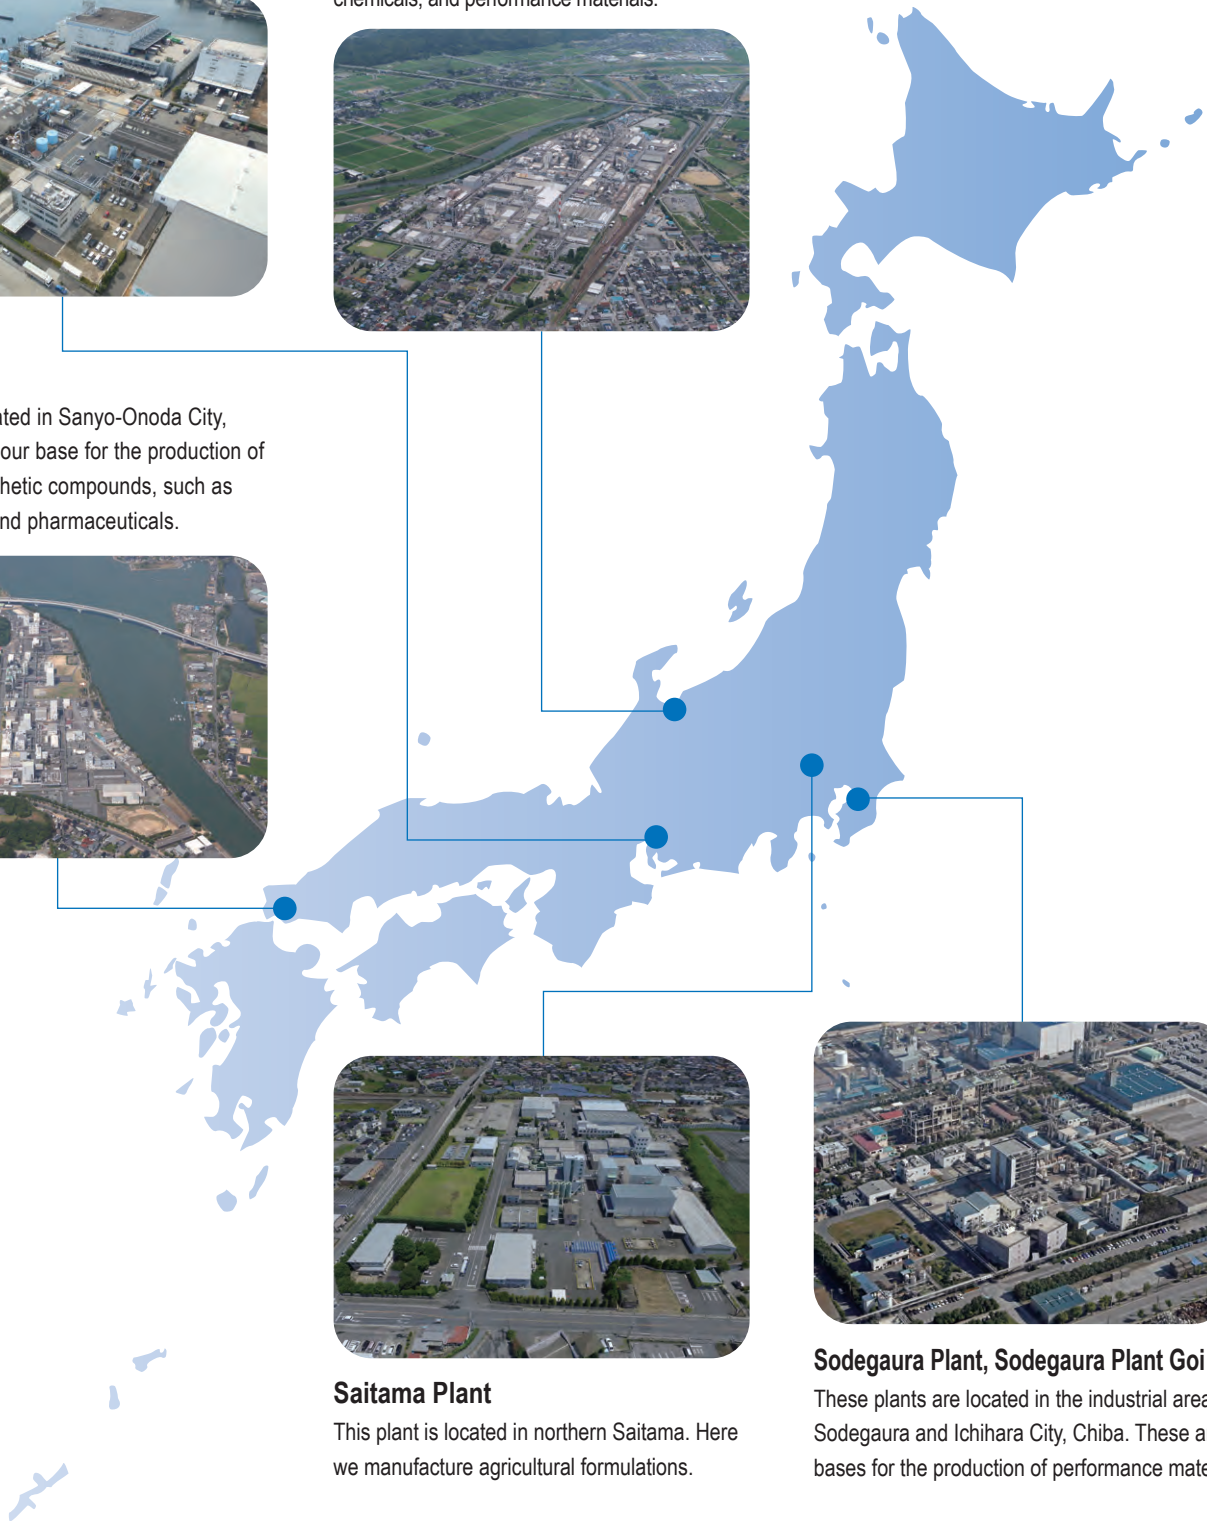 chemicals, and performance materials.
ated in Sanyo-Onoda City,
our base for the production of
hetic compounds, such as
nd pharmaceuticals.
Saitama Plant
This plant is located in northern Saitama. Here
we manufacture agricultural formulations.
Sodegaura Plant, Sodegaura Plant Goi
These plants are located in the industrial area
Sodegaura and Ichihara City, Chiba. These a
bases for the production of performance mate